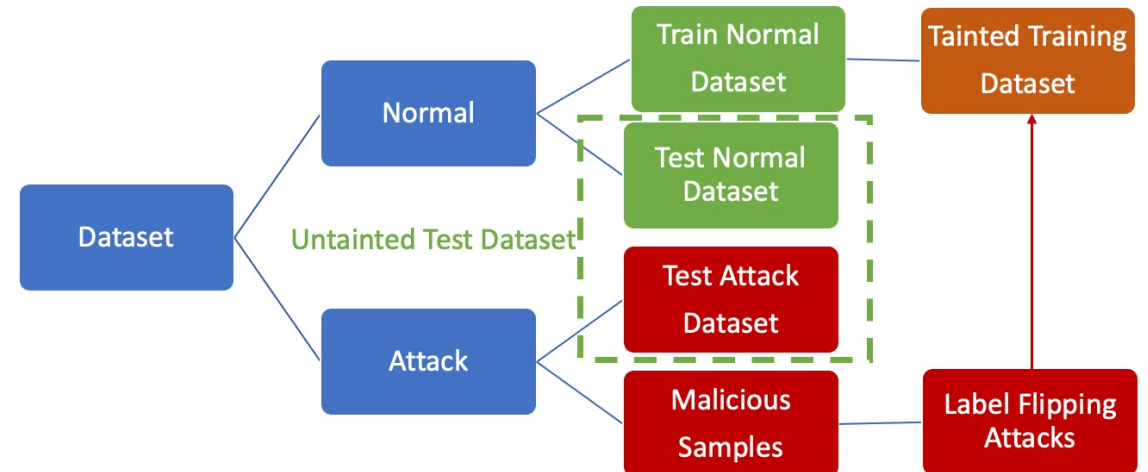 Dataset
Normal
Attack
Untainted Test Dataset
Train Normal
Dataset
Test Normal
Dataset
Test Attack
Dataset
Malicious
Samples
Tainted Training
Dataset
Label Flipping
Attacks